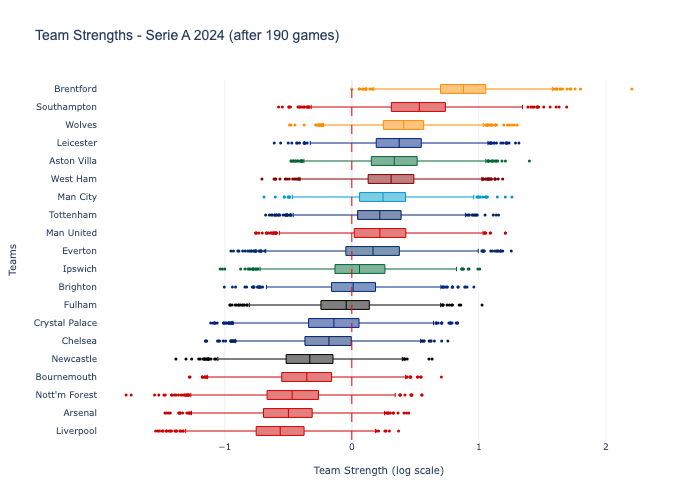 Team Strengths - Serie A 2024 (after 190 games)
Brentford
Southampton
Wolves
Leicester
Aston Villa
West Ham
Man City
Tottenham
Man United
Everton
Ipswich
Brighton
Fulham
Crystal Palace
Chelsea
Newcastle
Bournemouth
Nott'm Forest
Arsenal
Liverpool
Teams
−1 0 1 2
Team Strength (log scale)